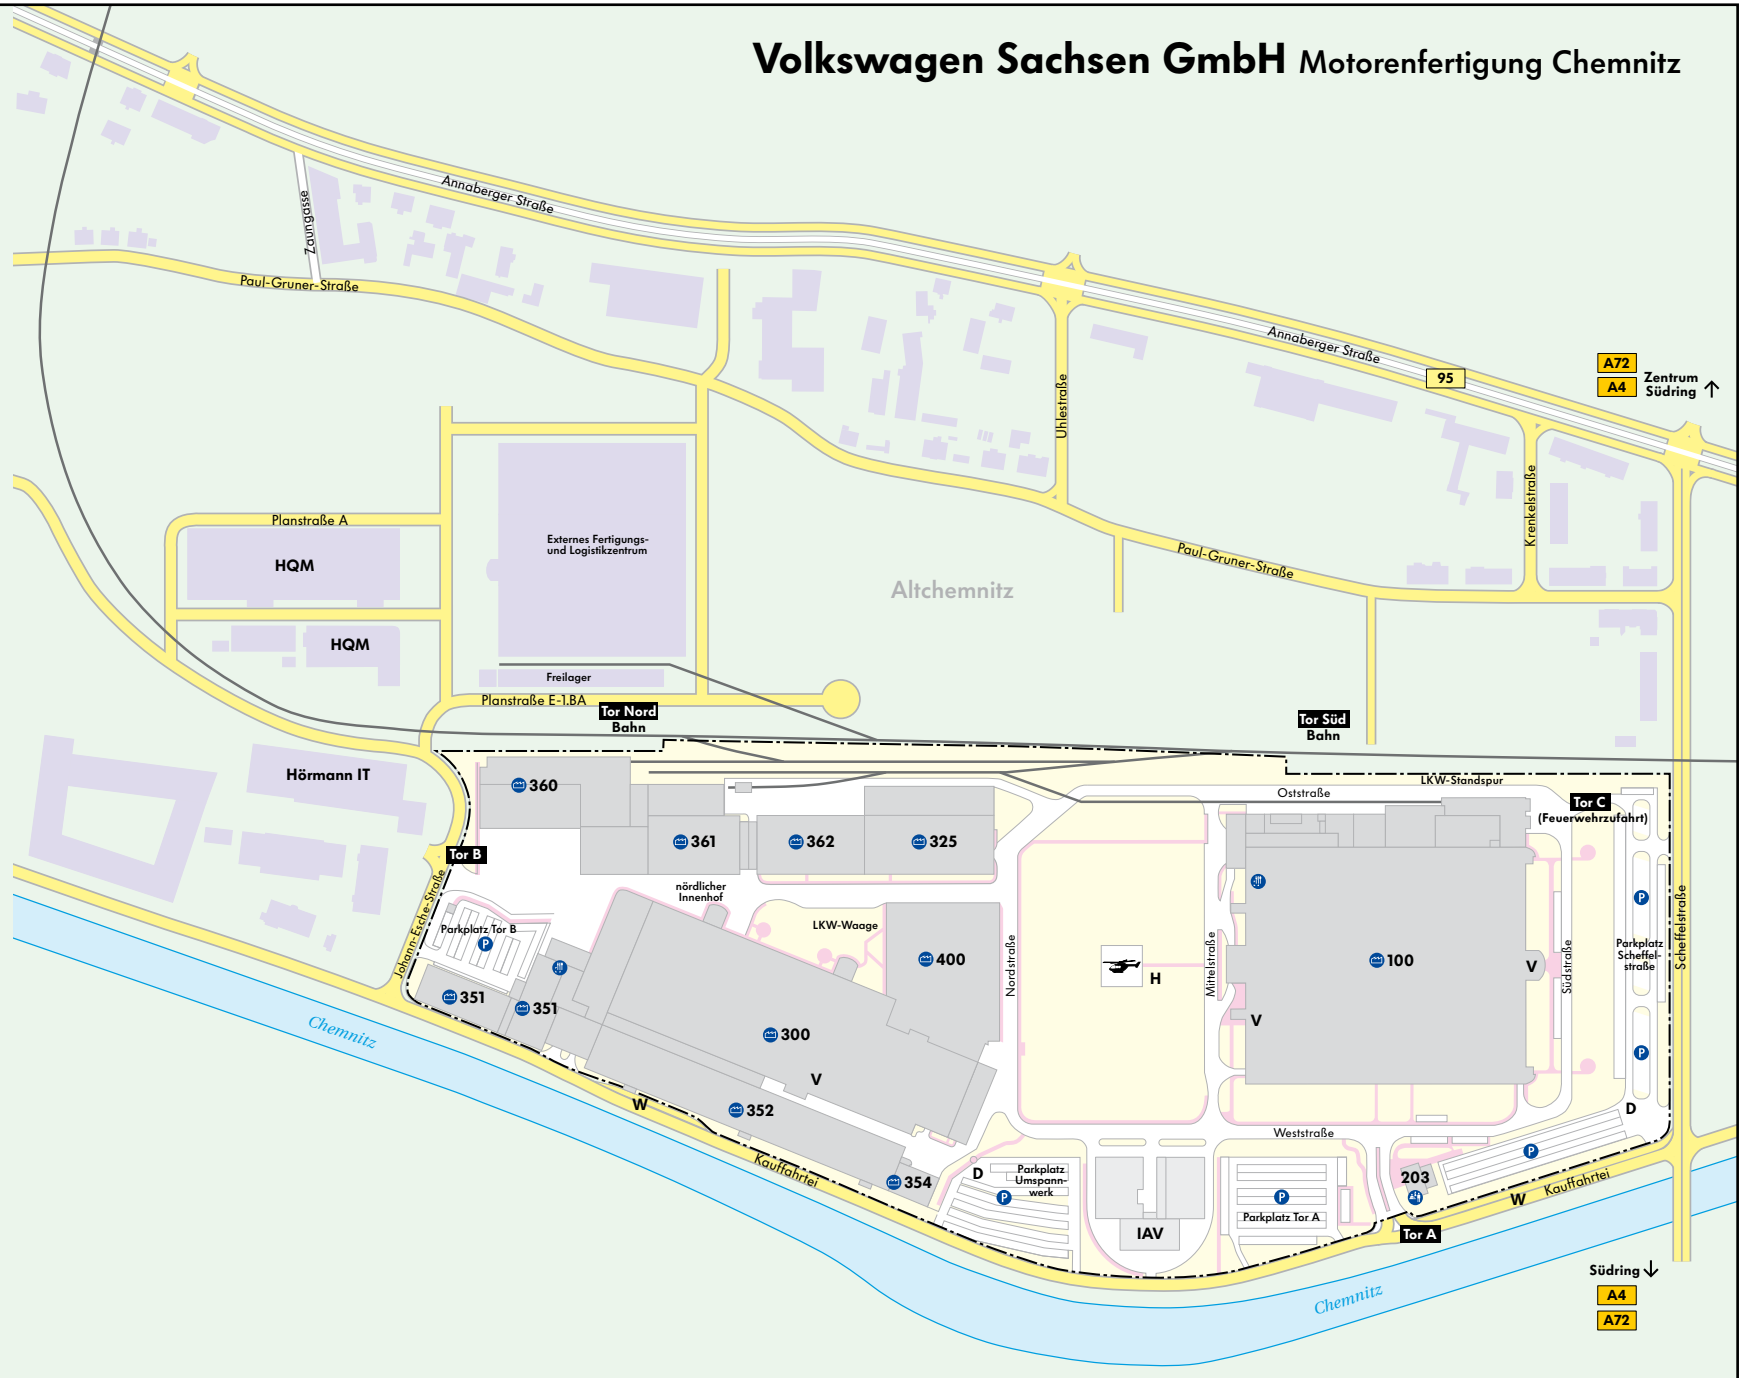 Volkswagen Sachsen GmbH Motorenfertigung Chemnitz
Annaberger Straße
Zaungasse
Paul-Gruner-Straße
Annaberger Straße
95
A72
A4
Zentrum
Südring
Uhlestraße
Krenkelstraße
Planstraße A
HQM
Externes Fertigungs-
und Logistikzentrum
Altchemnitz
Paul-Gruner-Straße
HQM
Freilager
Planstraße E-1.BA
Tor Nord
Bahn
Tor Süd
Bahn
Hörmann IT
360
LKW-Standspur
Oststraße
Tor C
(Feuerwehrzufahrt)
Tor B
361
362
325
nördlicher
Innenhof
Johann-Esche-Straße
Parkplatz Tor B
P
LKW-Waage
400
Nordstraße
H
Mittelstraße
100
V
V
Südstraße
P
Parkplatz
Scheffel-
straße
P
Scheffelstraße
351
351
300
V
352
W
Chemnitz
Kauffahrtei
354
D
Parkplatz
Umspann-
werk
P
IAV
Weststraße
P
Parkplatz Tor A
203
Tor A
D
P
W
Kauffahrtei
Chemnitz
Südring
A4
A72